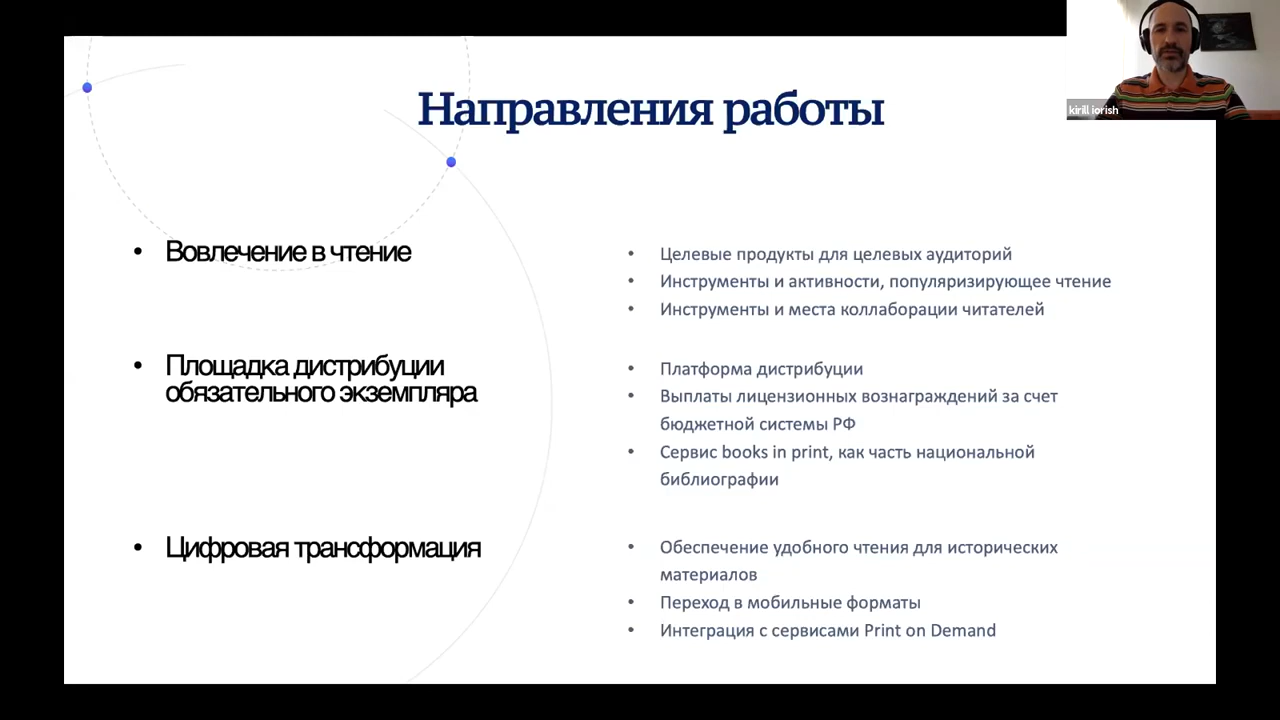 Направления работы
kirill iorish
Вовлечение в чтение
Целевые продукты для целевых аудиторий
Инструменты и активности, популяризирующее чтение
Инструменты и места коллаборации читателей
Площадка дистрибуции
обязательного экземпляра
Платформа дистрибуции
Выплаты лицензионных вознаграждений за счет
бюджетной системы РФ
Сервис books in print, как часть национальной
библиографии
Цифровая трансформация
Обеспечение удобного чтения для исторических
материалов
Переход в мобильные форматы
Интеграция с сервисами Print on Demand